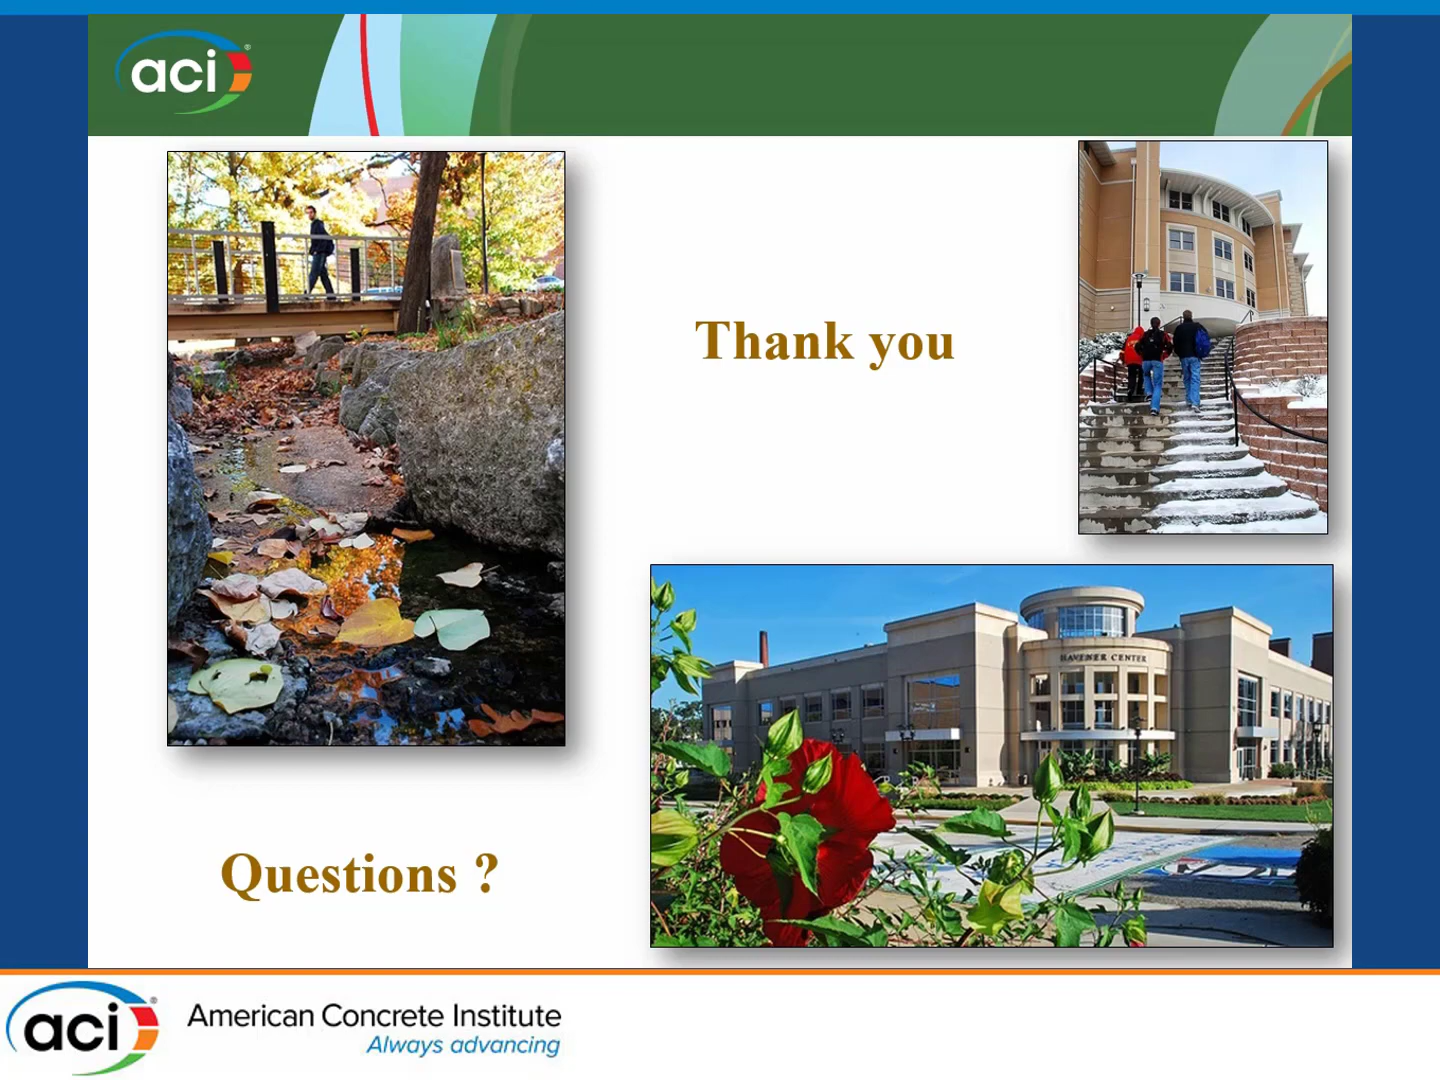 aci
Thank you
HAVENER CENTER
Questions ?
aci
American Concrete Institute
Always advancing